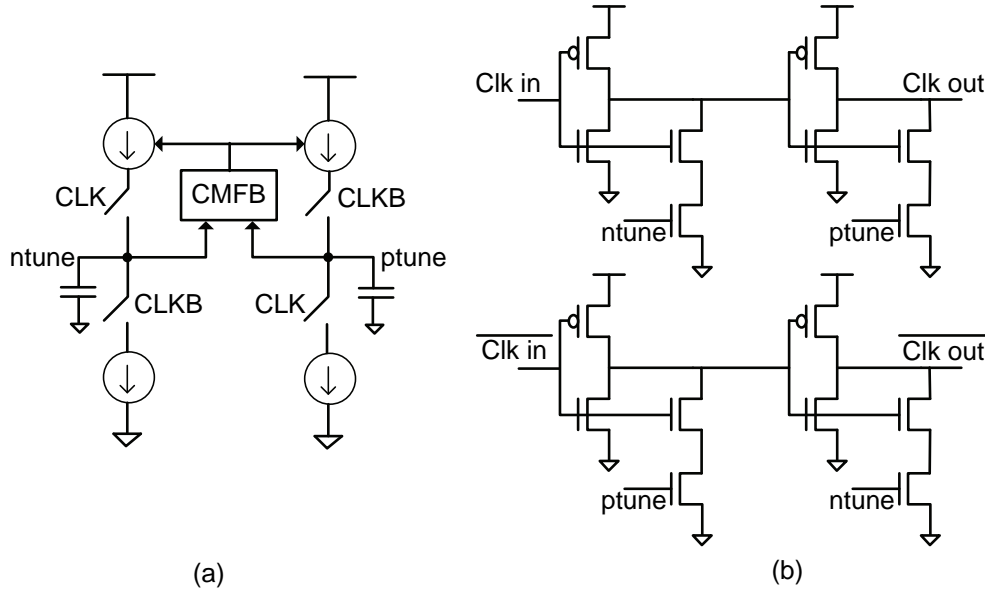 CLK
CMFB
CLKB
ntune
ptune
CLKB
CLK
(a)
Clk in
Clk out
ntune
ptune
Clk in
Clk out
ptune
ntune
(b)